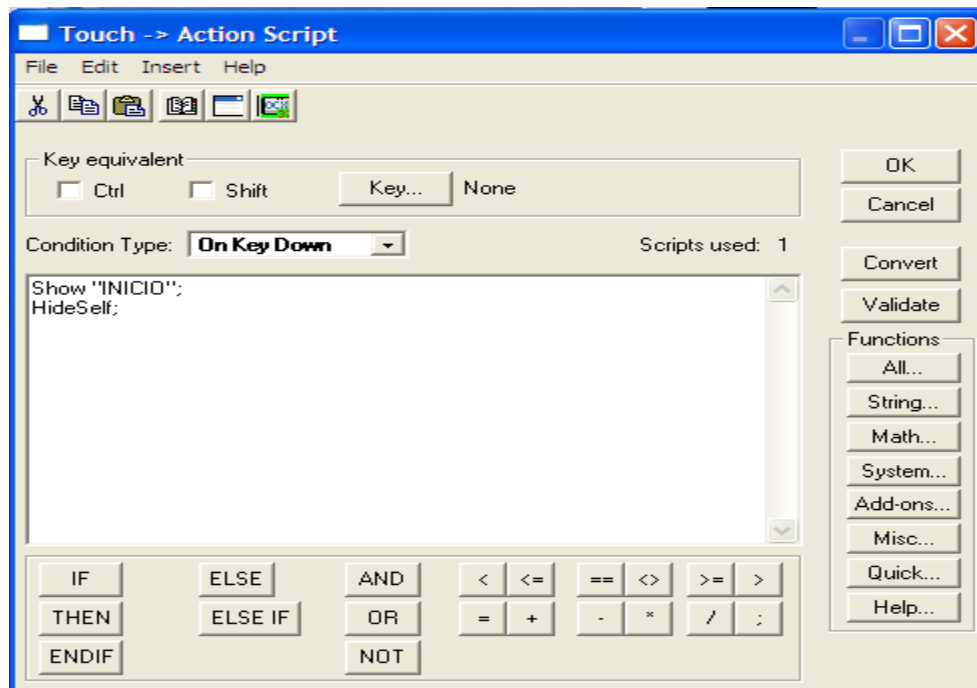 Touch -> Action Script
File Edit Insert Help
Key equivalent
Ctrl Shift Key... None
OK
Cancel
Condition Type: On Key Down Scripts used: 1
Convert
Validate
Show "INICIO";
HideSelf;
Functions
All...
String...
Math...
System...
Add-ons...
Misc...
Quick...
Help...
IF ELSE AND < <= == <> >= >
THEN ELSE IF OR = + - * / ;
ENDIF NOT